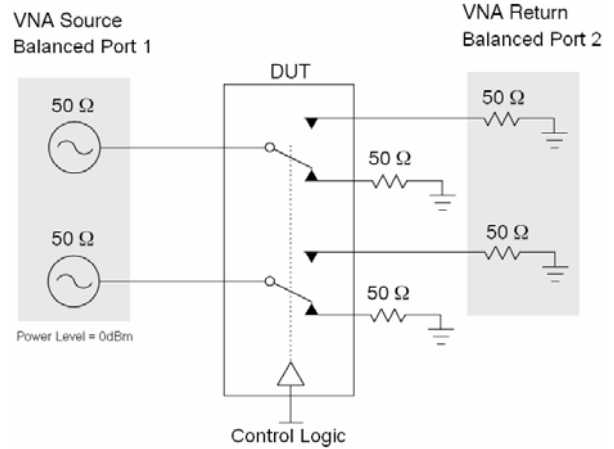 VNA Source
Balanced Port 1
VNA Return
Balanced Port 2
DUT
50 Ω
50 Ω
50 Ω
50 Ω
50 Ω
50 Ω
Power Level = 0dBm
Control Logic